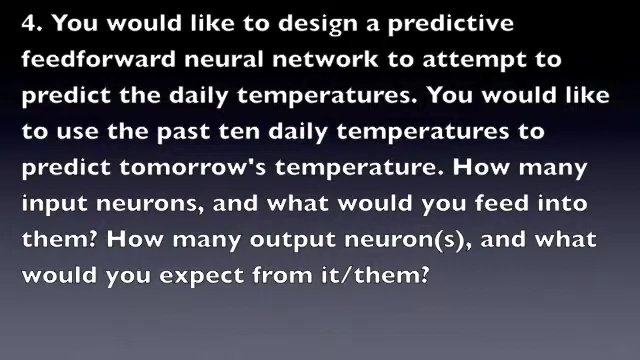 4. You would like to design a predictive
feedforward neural network to attempt to
predict the daily temperatures. You would like
to use the past ten daily temperatures to
predict tomorrow's temperature. How many
input neurons, and what would you feed into
them? How many output neuron(s), and what
would you expect from it/them?